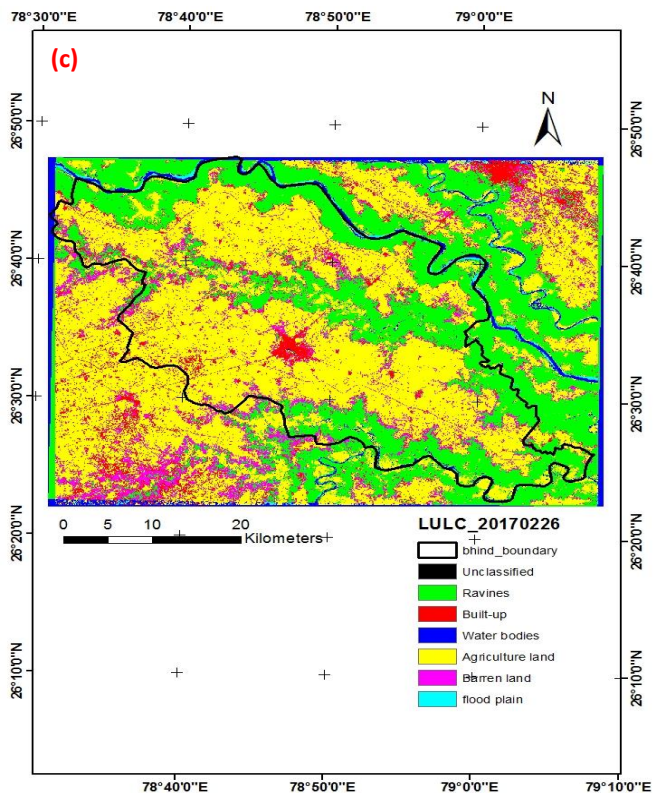 78°30'0"E 78°40'0"E 78°50'0"E 79°0'0"E
(c)
N
26°50'0"N 26°50'0"N
26°40'0"N 26°40'0"N
26°30'0"N 26°30'0"N
26°20'0"N 26°20'0"N
26°10'0"N 26°10'0"N
0 5 10 20
Kilometers
LULC_20170226
bhind_boundary
Unclassified
Ravines
Built-up
Water bodies
Agriculture land
Barren land
flood plain
78°40'0"E 78°50'0"E 79°0'0"E 79°10'0"E